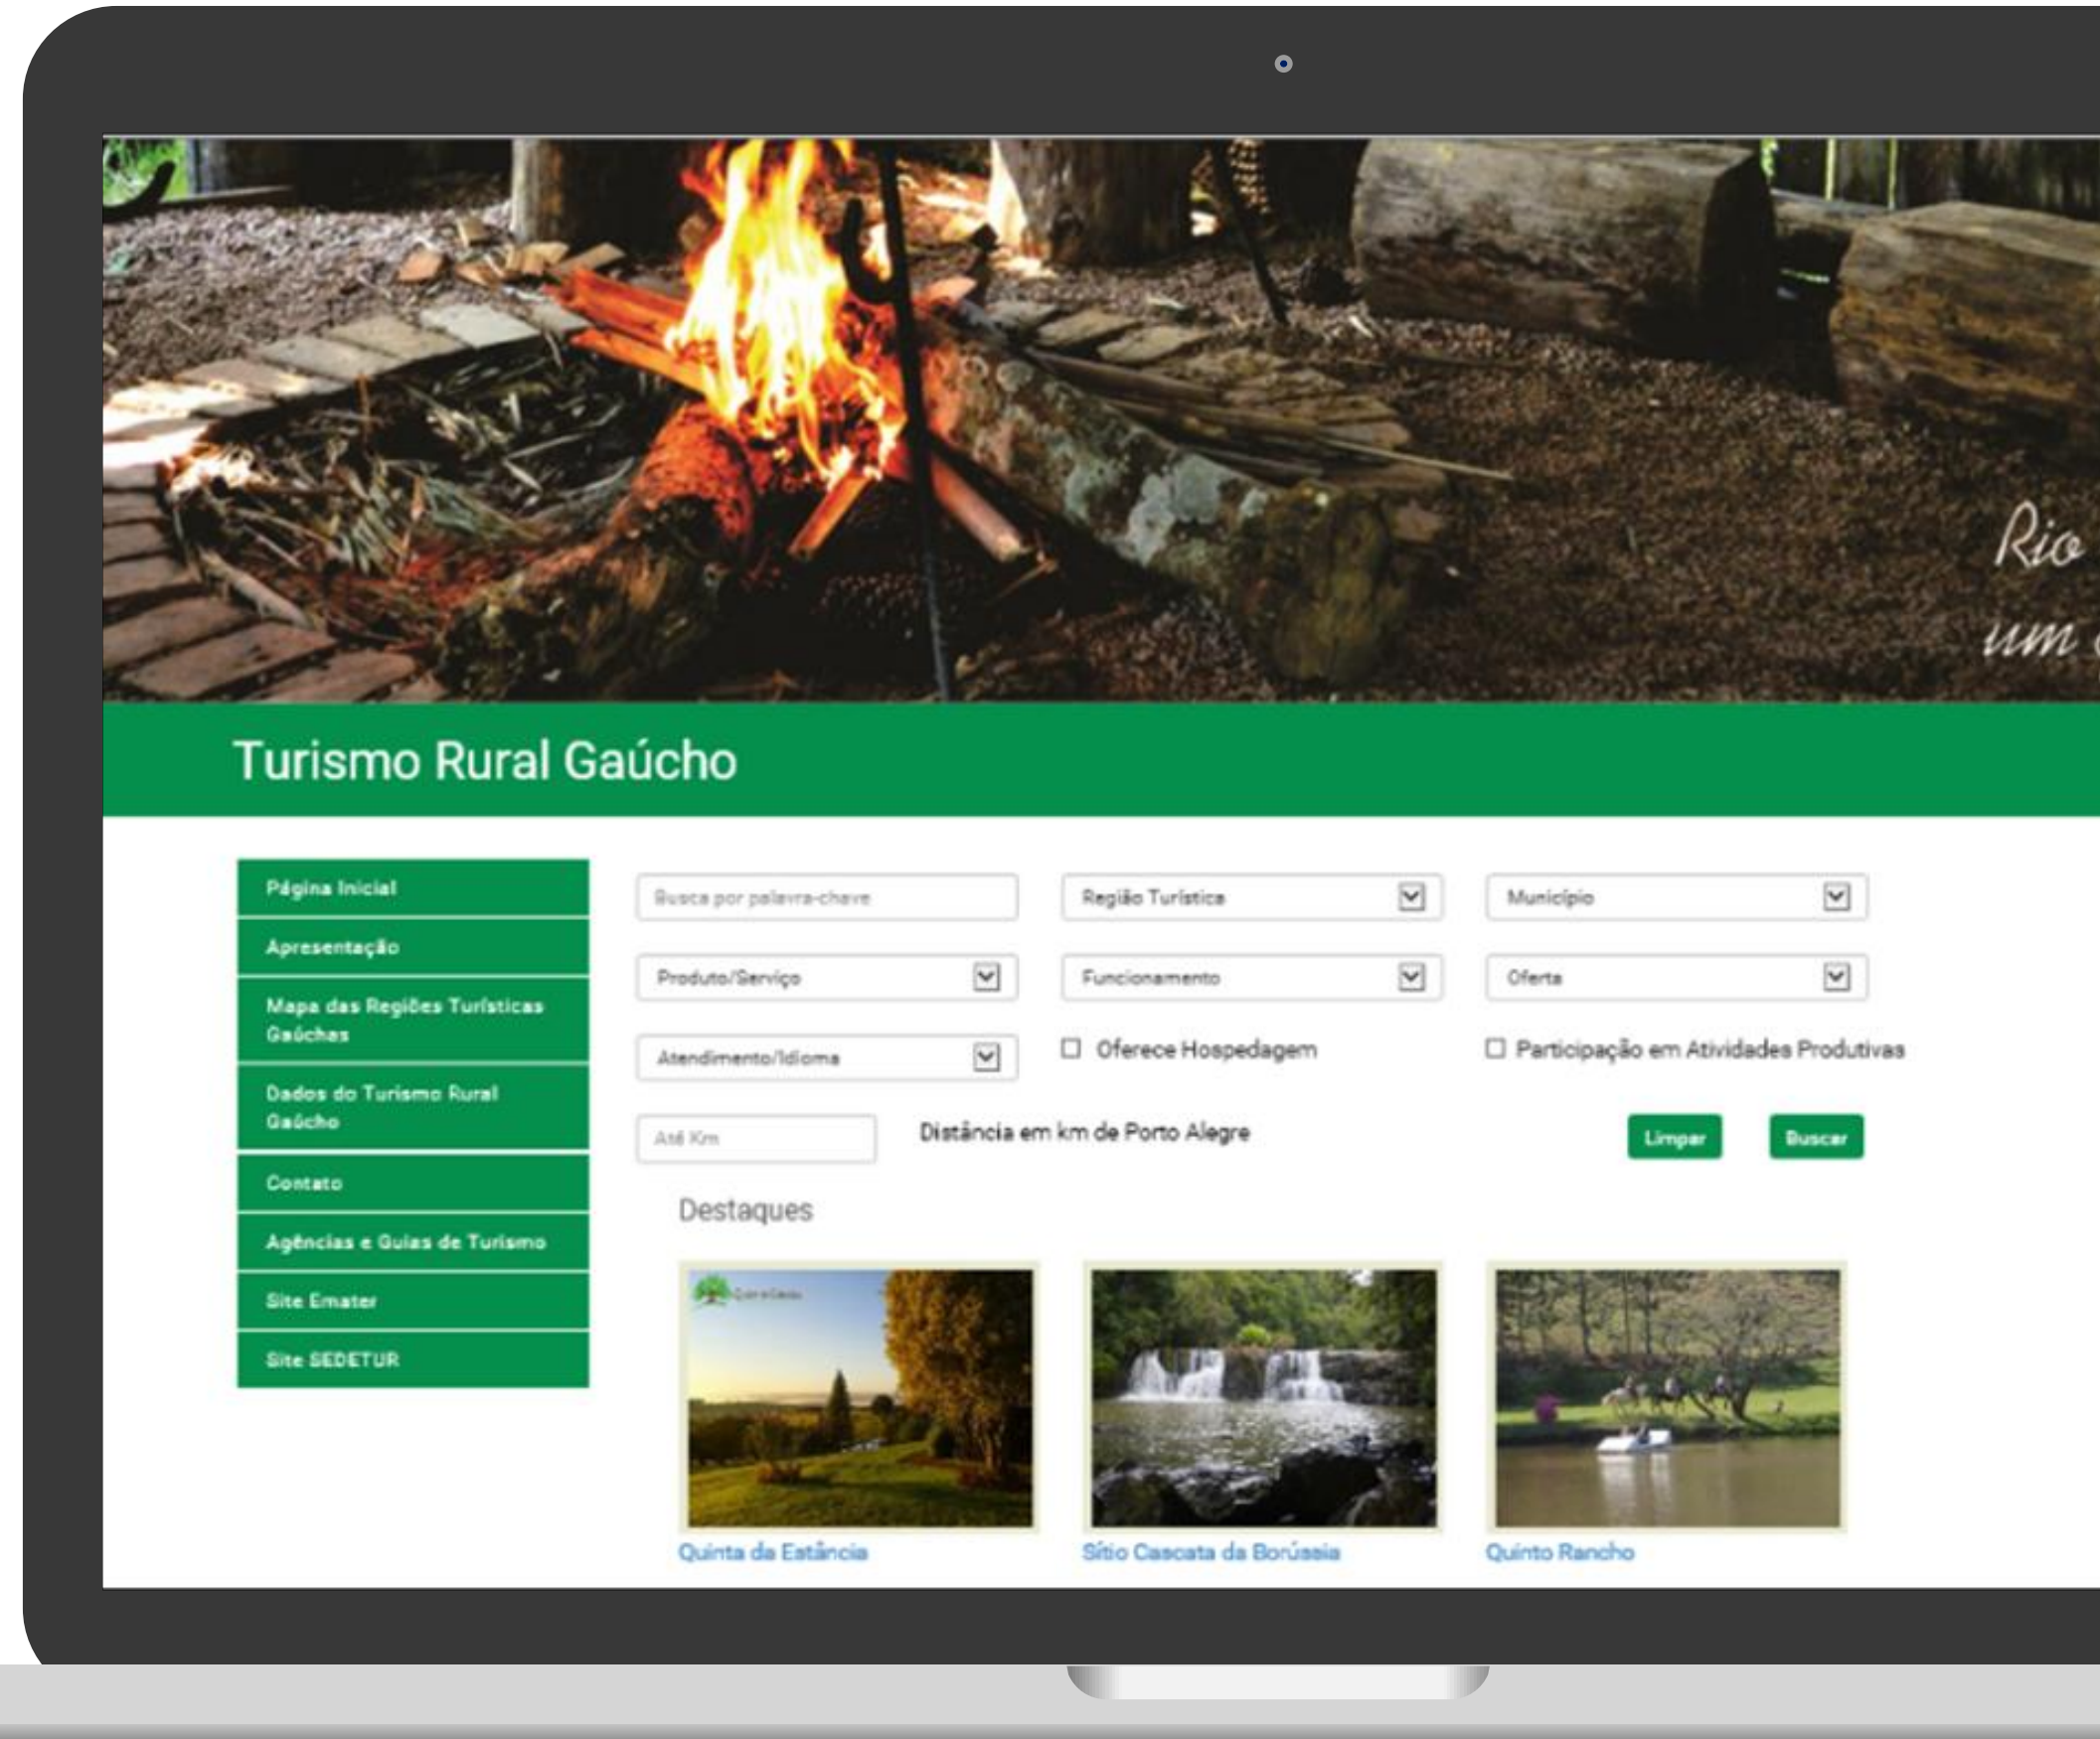 Rio
um
Turismo Rural Gaúcho
Página Inicial
Apresentação
Mapa das Regiões Turísticas
Gaúchas
Dados do Turismo Rural
Gaúcho
Contato
Agências e Guias de Turismo
Site Emater
Site SEDETUR
Busca por palavra-chave
Região Turística
Município
Produto/Serviço
Funcionamento
Oferta
Atendimento/Idioma
Oferece Hospedagem
Participação em Atividades Produtivas
Até Km
Distância em km de Porto Alegre
Limpar
Buscar
Destaques
Quinta da Estância
Sítio Cascata da Borússia
Quinto Rancho